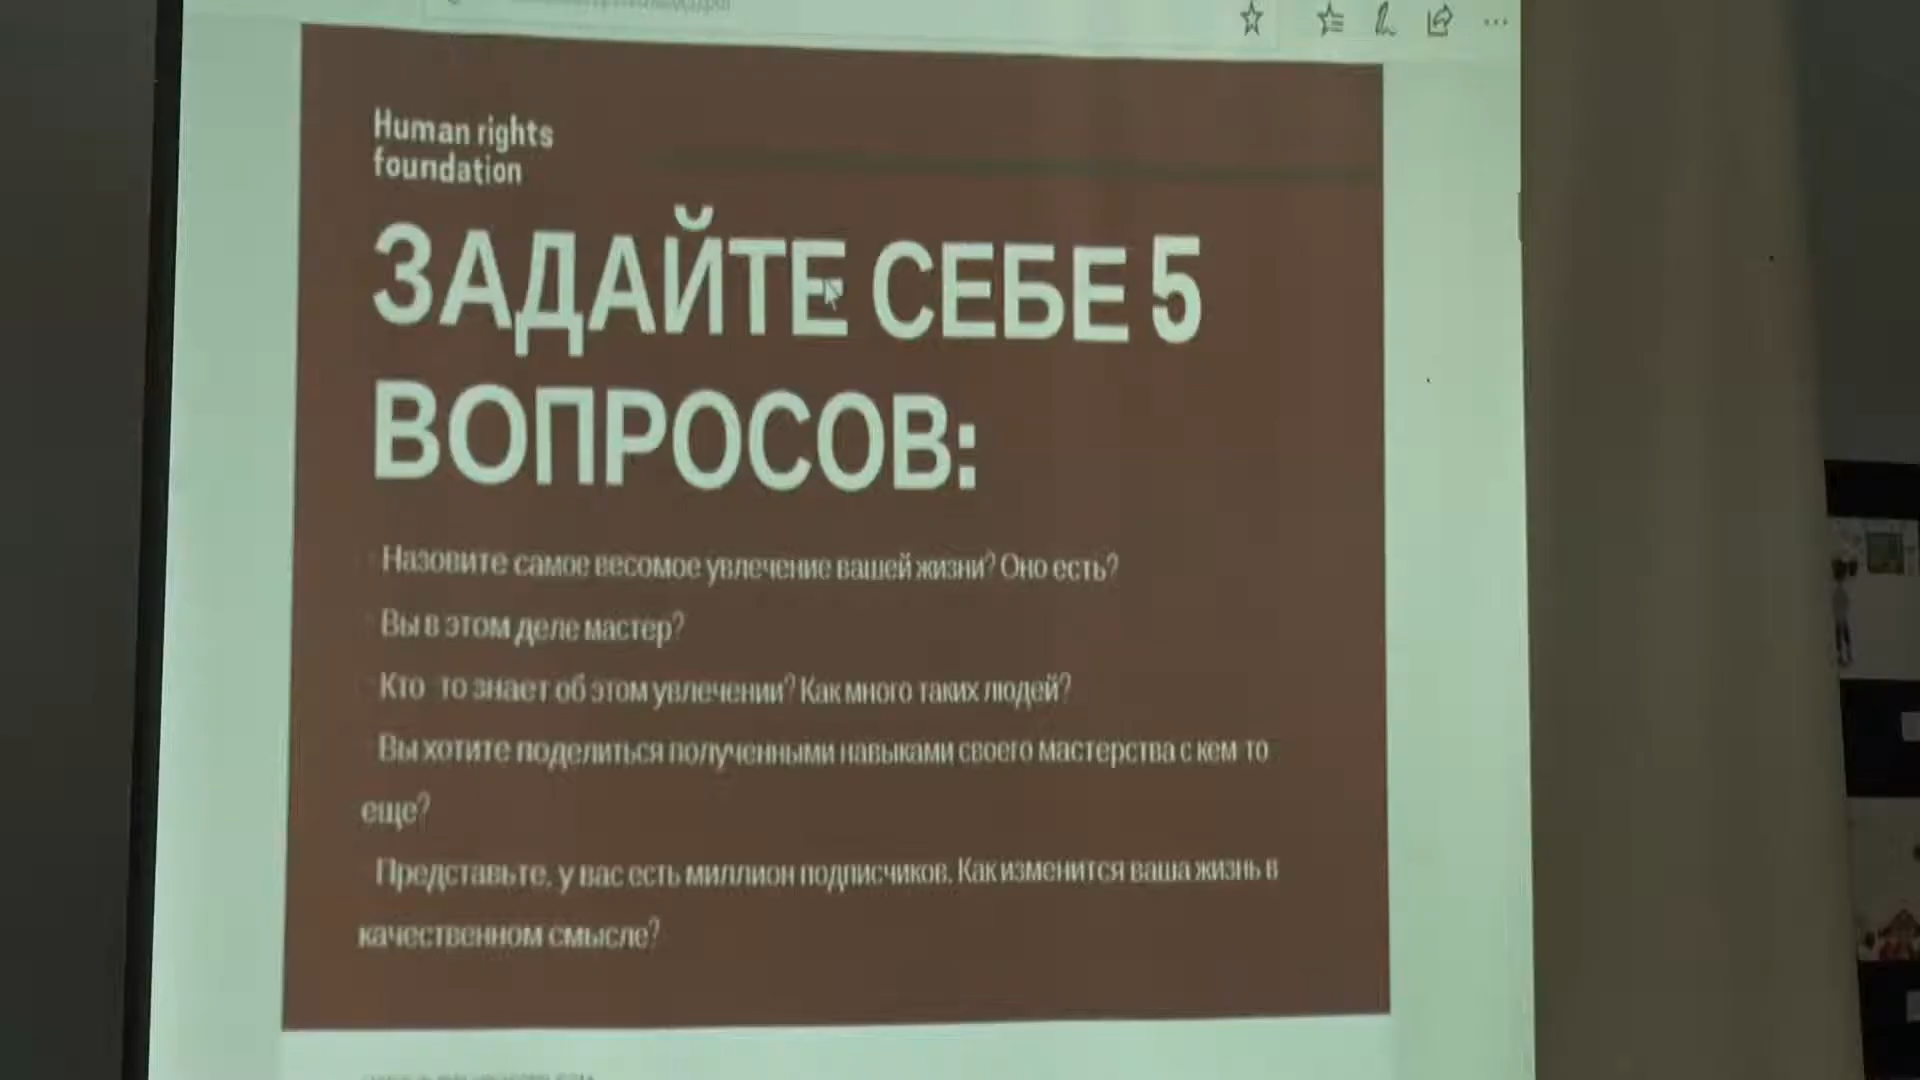 Human rights
foundation
ЗАДАЙТЕ СЕБЕ 5
ВОПРОСОВ:
Назовите самое весомое увлечение вашей жизни? Оно есть?
Вы в этом деле мастер?
Кто то знает об этом увлечении? Как много таких людей?
Вы хотите поделиться полученными навыками своего мастерства с кем то
еще?
Представьте, у вас есть миллион подписчиков. Как изменится ваша жизнь в
качественном смысле?